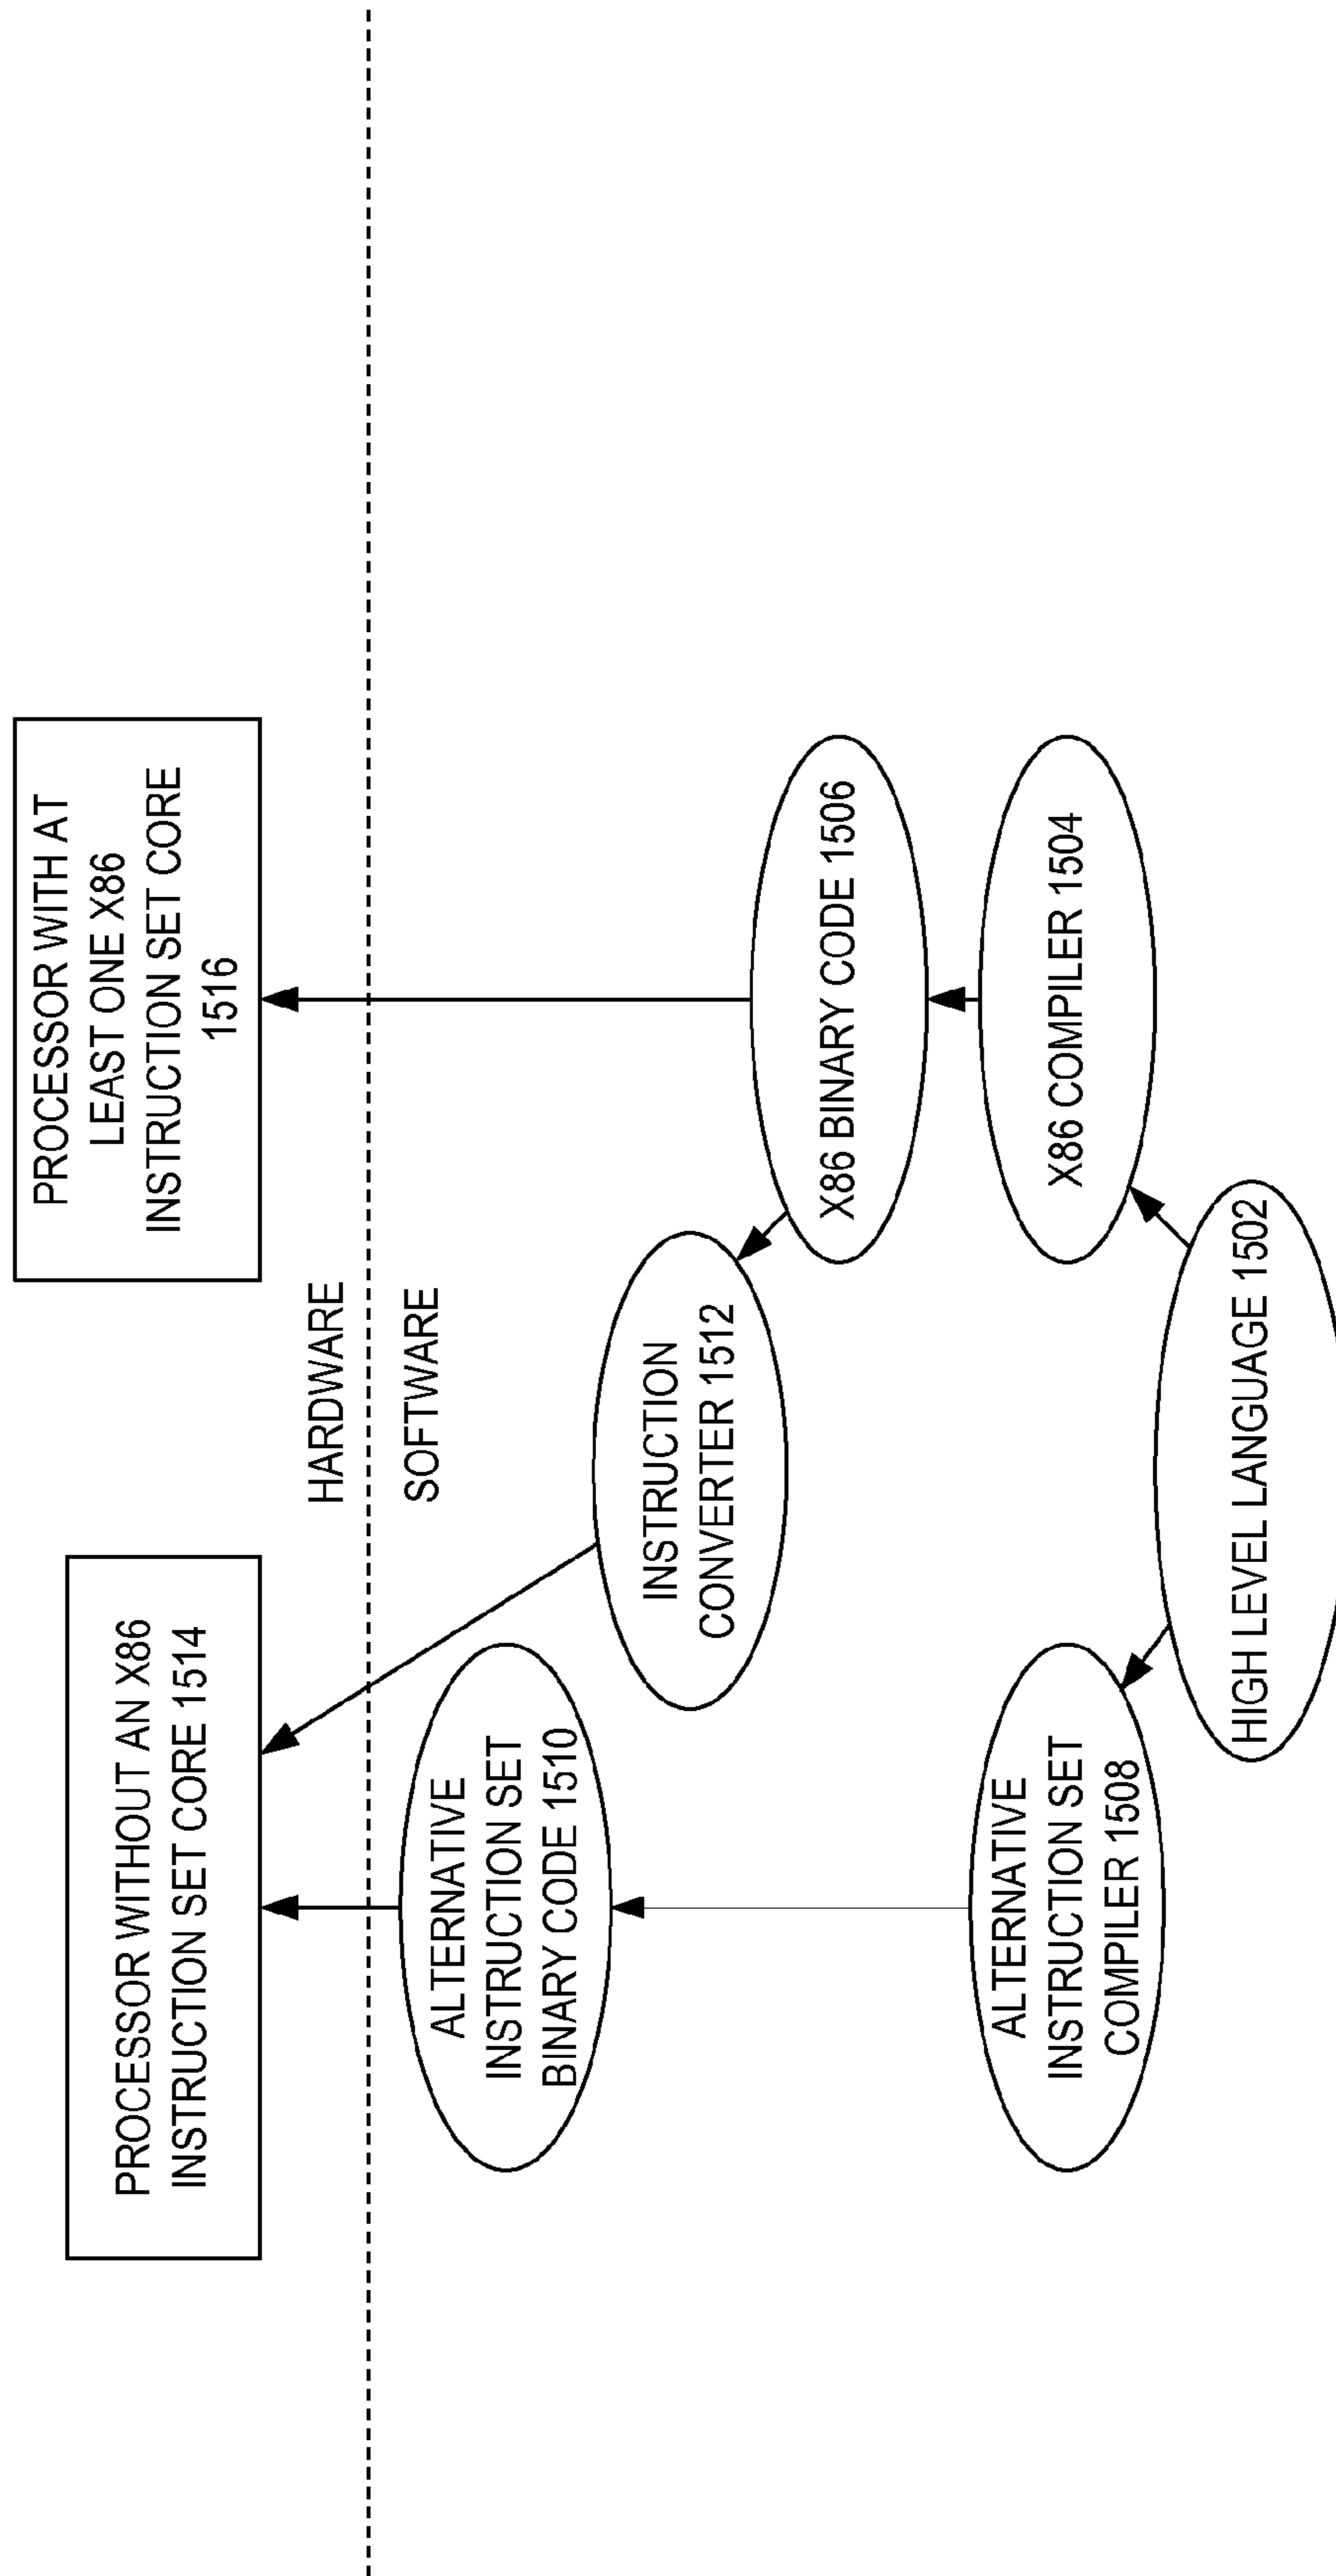 PROCESSOR WITH AT
LEAST ONE X86
INSTRUCTION SET CORE
1516
PROCESSOR WITHOUT AN X86
INSTRUCTION SET CORE 1514
HARDWARE
SOFTWARE
ALTERNATIVE
INSTRUCTION SET
BINARY CODE 1510
INSTRUCTION
CONVERTER 1512
X86 BINARY CODE 1506
ALTERNATIVE
INSTRUCTION SET
COMPILER 1508
X86 COMPILER 1504
HIGH LEVEL LANGUAGE 1502